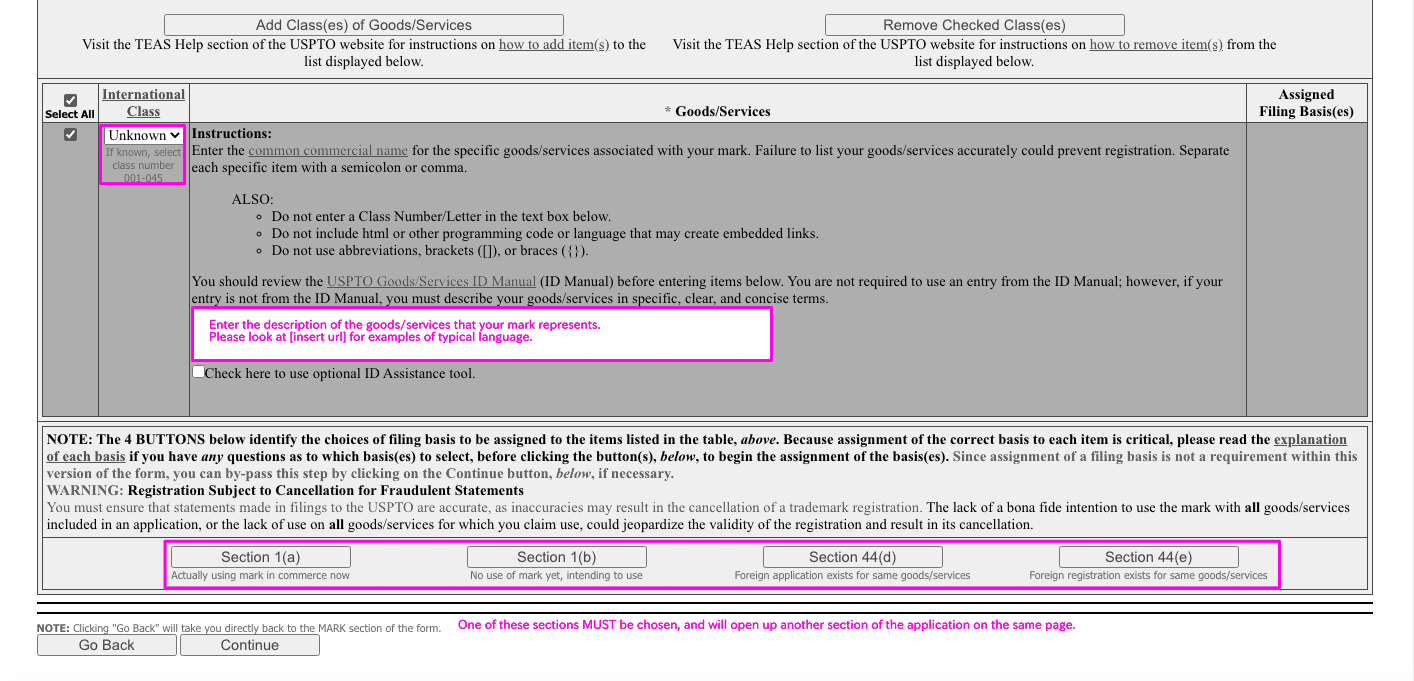 Add Class(es) of Goods/Services
Remove Checked Class(es)
Visit the TEAS Help section of the USPTO website for instructions on how to add item(s) to the
list displayed below.
Visit the TEAS Help section of the USPTO website for instructions on how to remove item(s) from the
list displayed below.
Select All
International
Class
* Goods/Services
Assigned
Filing Basis(es)
Unknown
If known, select
class number
001-045
Instructions:
Enter the common commercial name for the specific goods/services associated with your mark. Failure to list your goods/services accurately could prevent registration. Separate
each specific item with a semicolon or comma.
ALSO:
Do not enter a Class Number/Letter in the text box below.
Do not include html or other programming code or language that may create embedded links.
Do not use abbreviations, brackets ([]), or braces ({}).
You should review the USPTO Goods/Services ID Manual (ID Manual) before entering items below. You are not required to use an entry from the ID Manual; however, if your
entry is not from the ID Manual, you must describe your goods/services in specific, clear, and concise terms.
Enter the description of the goods/services that your mark represents.
Please look at [insert url] for examples of typical language.
Check here to use optional ID Assistance tool.
NOTE: The 4 BUTTONS below identify the choices of filing basis to be assigned to the items listed in the table, above. Because assignment of the correct basis to each item is critical, please read the explanation
of each basis if you have any questions as to which basis(es) to select, before clicking the button(s), below, to begin the assignment of the basis(es). Since assignment of a filing basis is not a requirement within this
version of the form, you can by-pass this step by clicking on the Continue button, below, if necessary.
WARNING: Registration Subject to Cancellation for Fraudulent Statements
You must ensure that statements made in filings to the USPTO are accurate, as inaccuracies may result in the cancellation of a trademark registration. The lack of a bona fide intention to use the mark with all goods/services
included in an application, or the lack of use on all goods/services for which you claim use, could jeopardize the validity of the registration and result in its cancellation.
Section 1(a)
Actually using mark in commerce now
Section 1(b)
No use of mark yet, intending to use
Section 44(d)
Foreign application exists for same goods/services
Section 44(e)
Foreign registration exists for same goods/services
NOTE: Clicking "Go Back" will take you directly back to the MARK section of the form.
One of these sections MUST be chosen, and will open up another section of the application on the same page.
Go Back
Continue